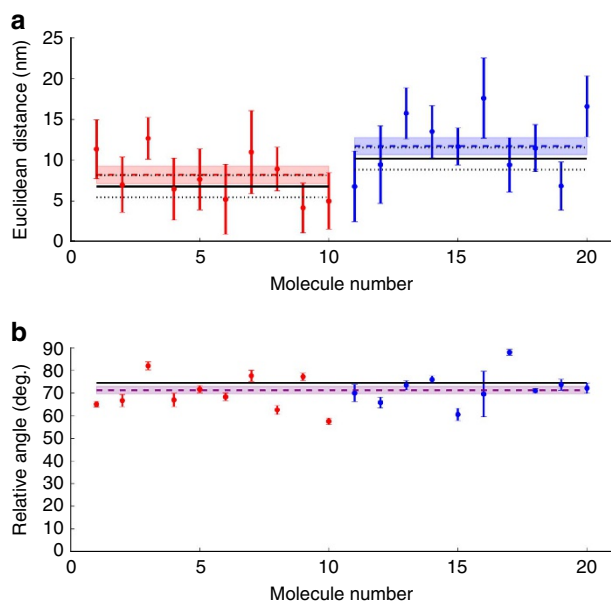 a
Euclidean distance (nm)
25
20
15
10
5
0
0 5 10 15 20
Molecule number
b
Relative angle (deg.)
90
80
70
60
50
40
30
20
10
0
0 5 10 15 20
Molecule number